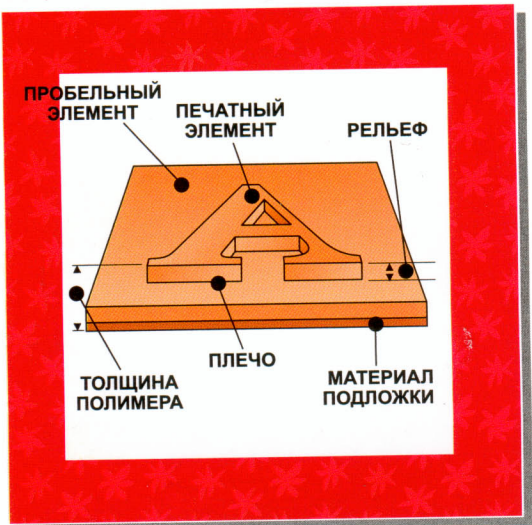 ПРОБЕЛЬНЫЙ
ЭЛЕМЕНТ
ПЕЧАТНЫЙ
ЭЛЕМЕНТ
РЕЛЬЕФ
ПЛЕЧО
ТОЛЩИНА
ПОЛИМЕРА
МАТЕРИАЛ
ПОДЛОЖКИ